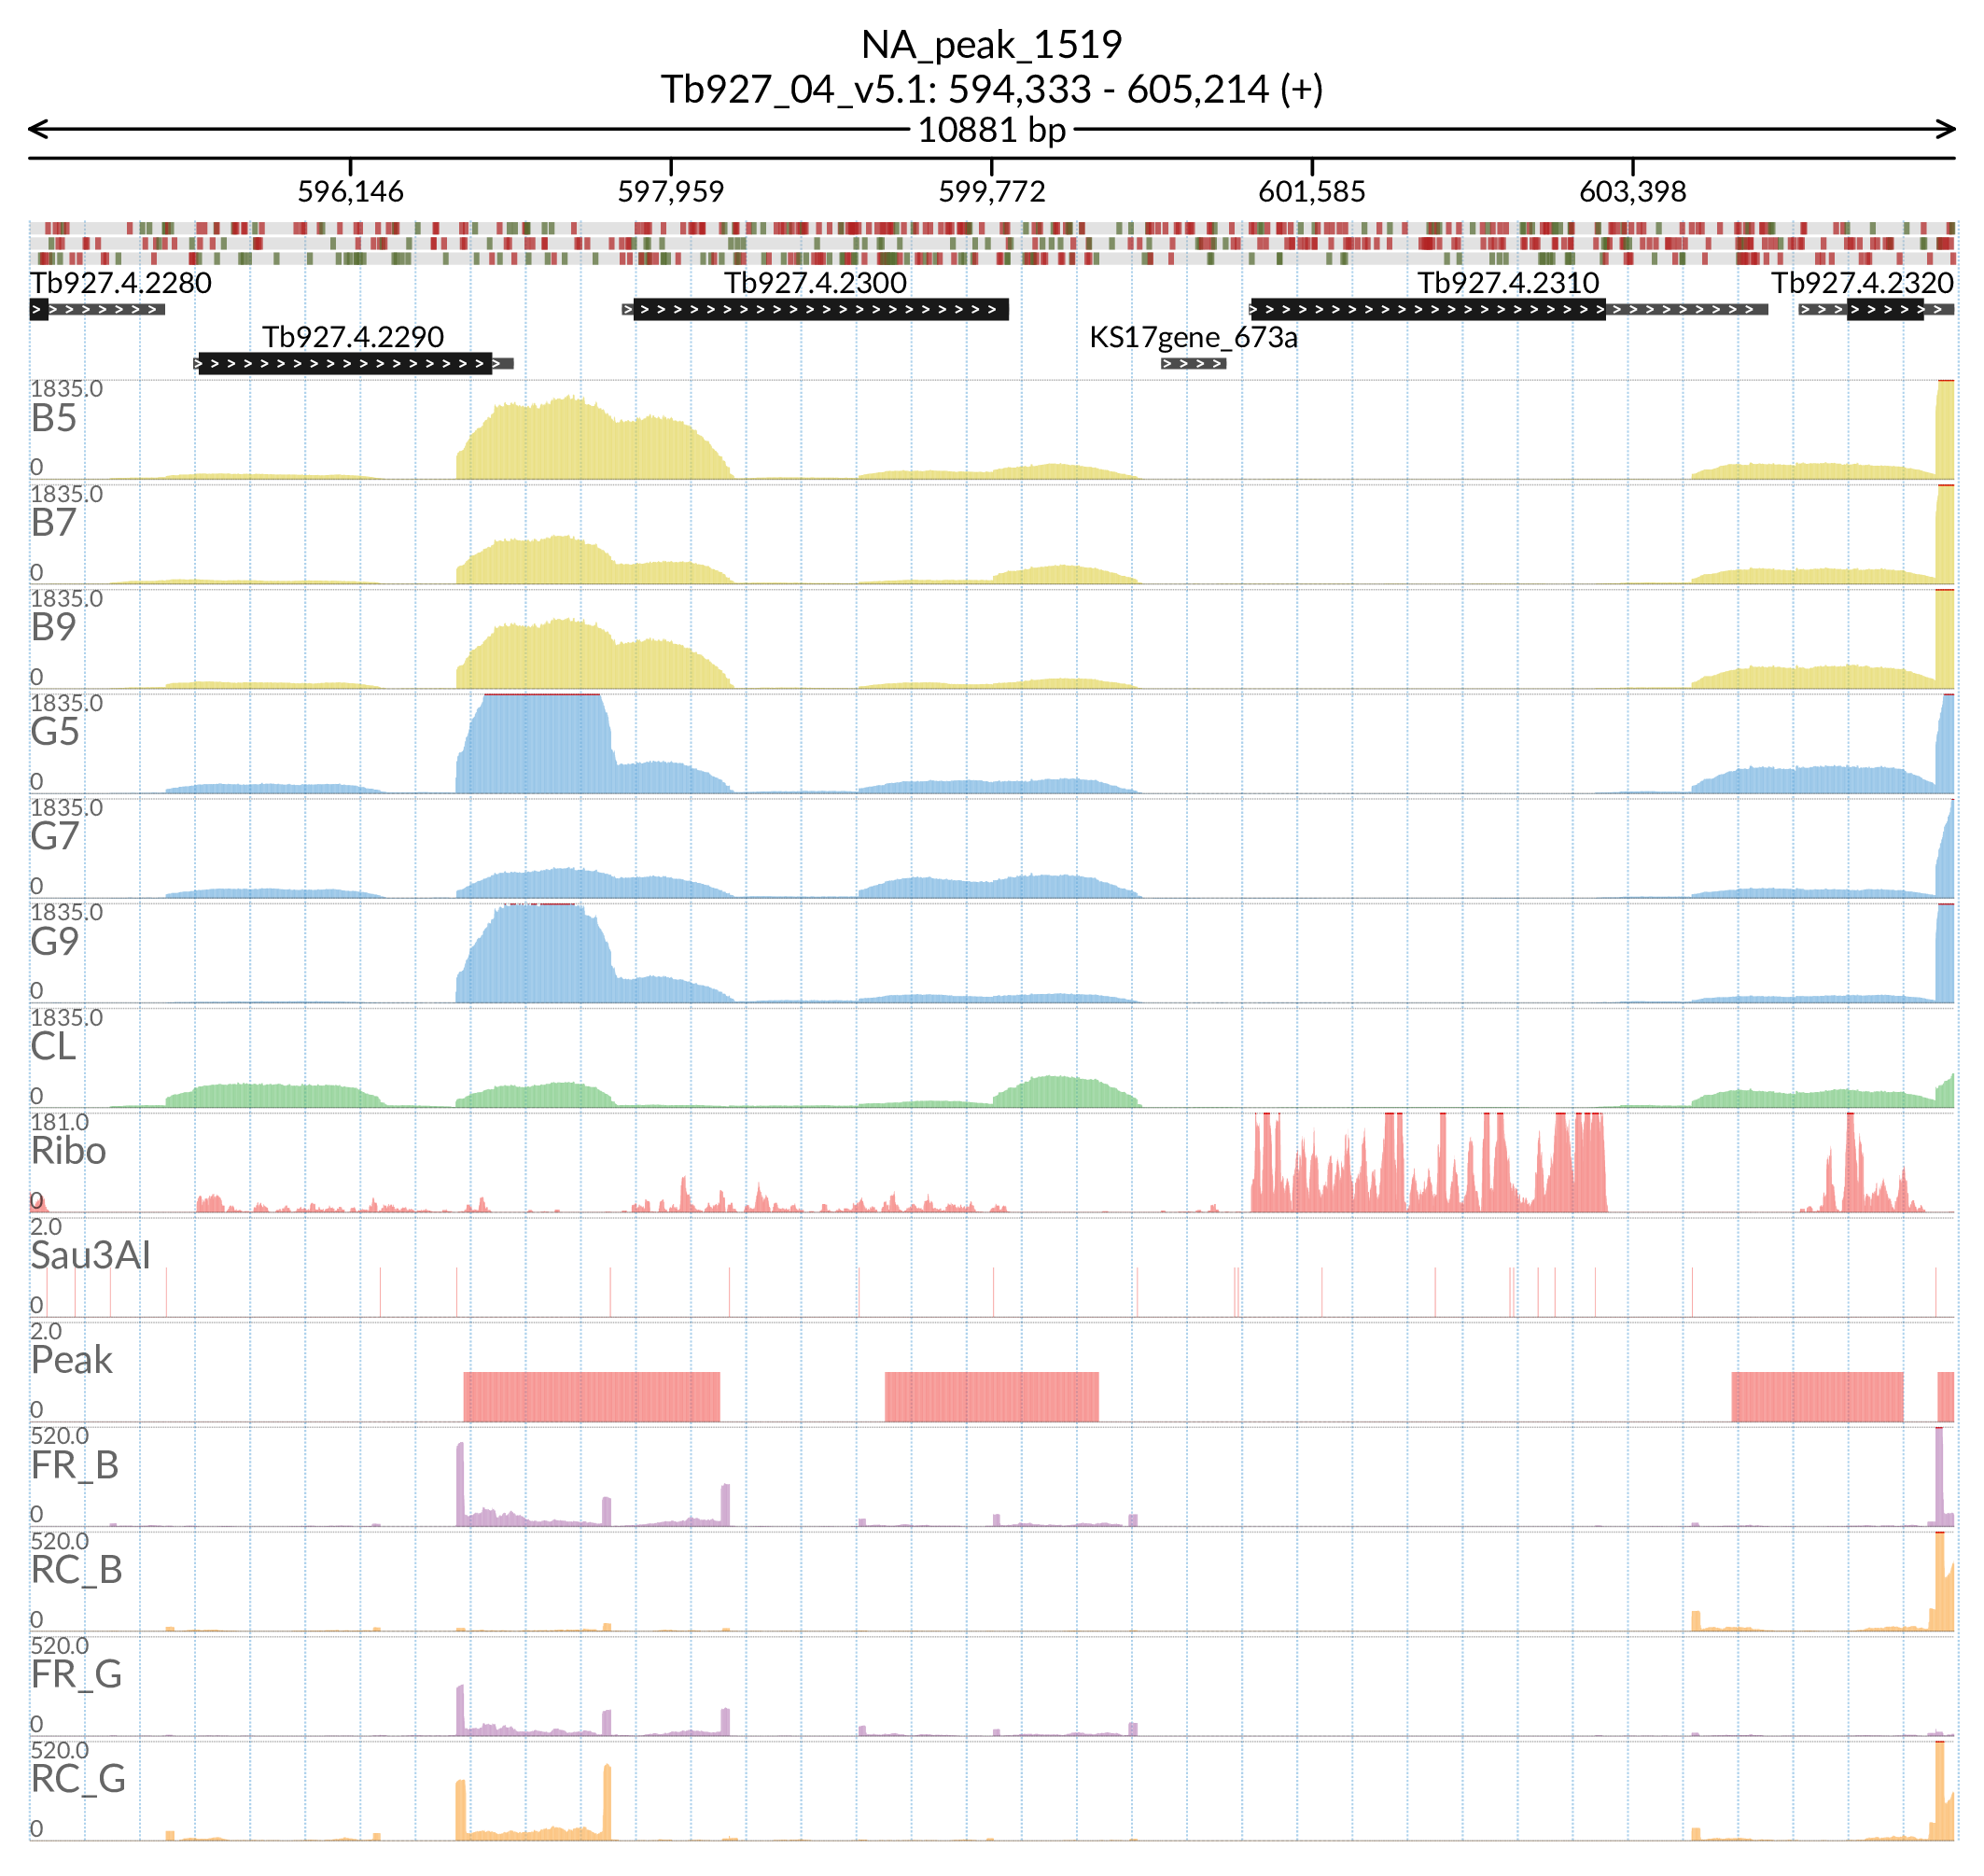 NA_peak_1519
Tb927_04_v5.1: 594,333 - 605,214 (+)
10881 bp
596,146 597,959 599,772 601,585 603,398
Tb927.4.2280 Tb927.4.2300 Tb927.4.2310 Tb927.4.2320
Tb927.4.2290 KS17gene_673a
1835.0
B5
0
1835.0
B7
0
1835.0
B9
0
1835.0
G5
0
1835.0
G7
0
1835.0
G9
0
1835.0
CL
0
181.0
Ribo
0
2.0
Sau3AI
0
2.0
Peak
0
520.0
FR_B
0
520.0
RC_B
0
520.0
FR_G
0
520.0
RC_G
0